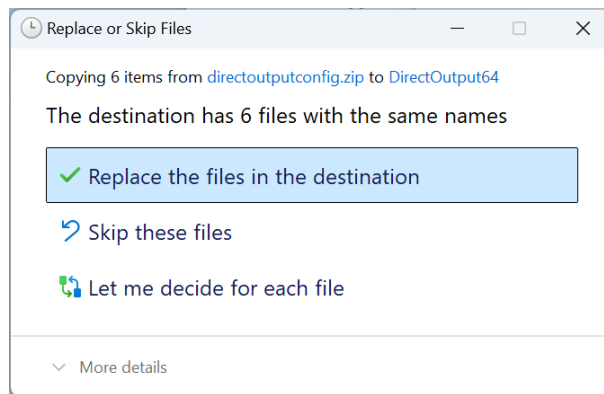 Replace or Skip Files
Copying 6 items from directoutputconfig.zip to DirectOutput64
The destination has 6 files with the same names
Replace the files in the destination
Skip these files
Let me decide for each file
More details